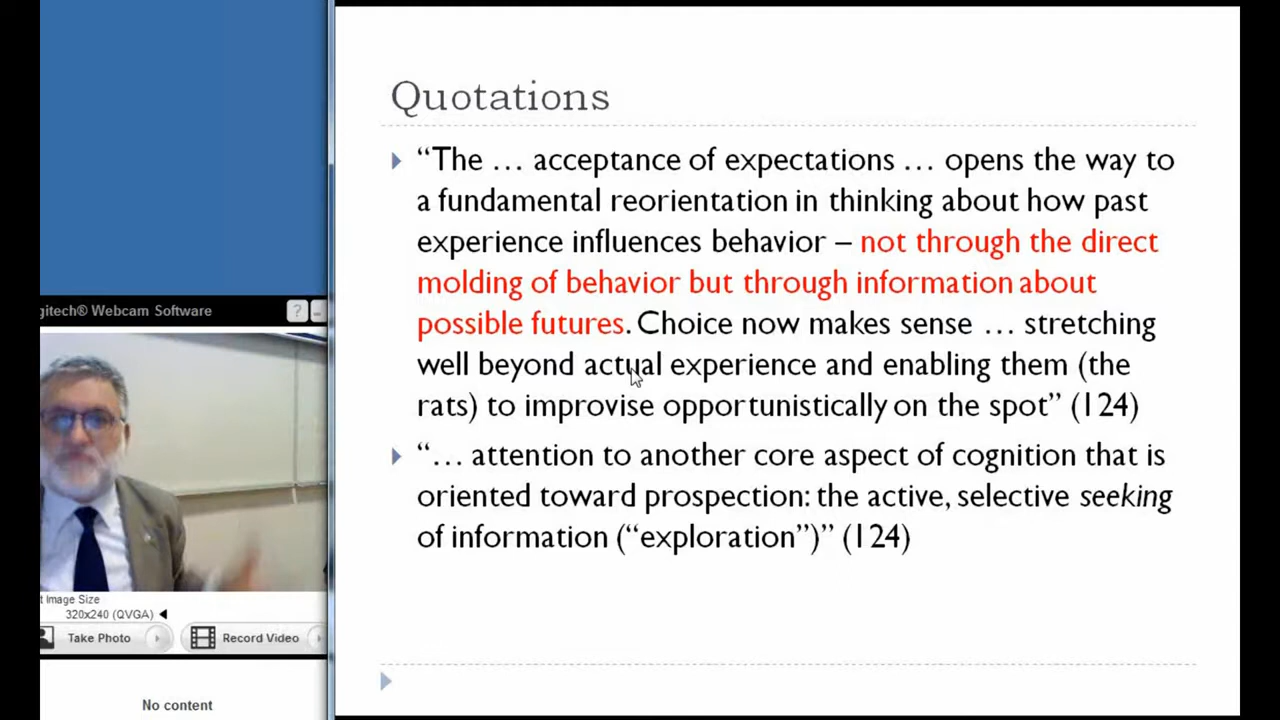 Quotations
“The … acceptance of expectations … opens the way to
a fundamental reorientation in thinking about how past
experience influences behavior – not through the direct
molding of behavior but through information about
possible futures. Choice now makes sense … stretching
well beyond actual experience and enabling them (the
rats) to improvise opportunistically on the spot” (124)
“… attention to another core aspect of cognition that is
oriented toward prospection: the active, selective seeking
of information (“exploration”)” (124)
gitech® Webcam Software
?
t Image Size
320x240 (QVGA)
Take Photo
Record Video
No content